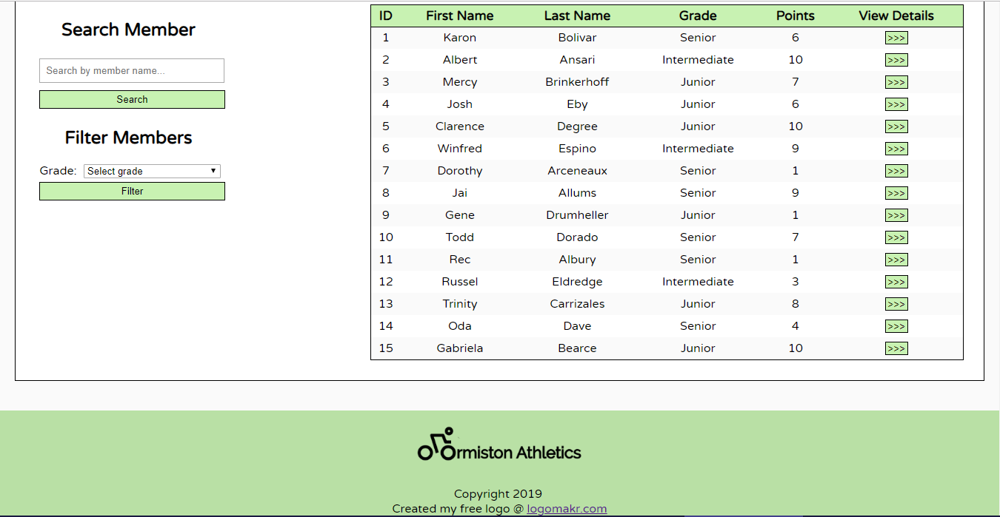 Search Member
Search by member name...
Search
Filter Members
Grade: Select grade
Filter
ID First Name Last Name Grade Points View Details
1 Karon Bolivar Senior 6 >>>
2 Albert Ansari Intermediate 10 >>>
3 Mercy Brinkerhoff Junior 7 >>>
4 Josh Eby Junior 6 >>>
5 Clarence Degree Junior 10 >>>
6 Winfred Espino Intermediate 9 >>>
7 Dorothy Arceneaux Senior 1 >>>
8 Jai Allums Senior 9 >>>
9 Gene Drumheller Junior 1 >>>
10 Todd Dorado Senior 7 >>>
11 Rec Albury Senior 1 >>>
12 Russel Eldredge Intermediate 3 >>>
13 Trinity Carrizales Junior 8 >>>
14 Oda Dave Senior 4 >>>
15 Gabriela Bearce Junior 10 >>>
Ormiston Athletics
Copyright 2019
Created my free logo @ logomakr.com